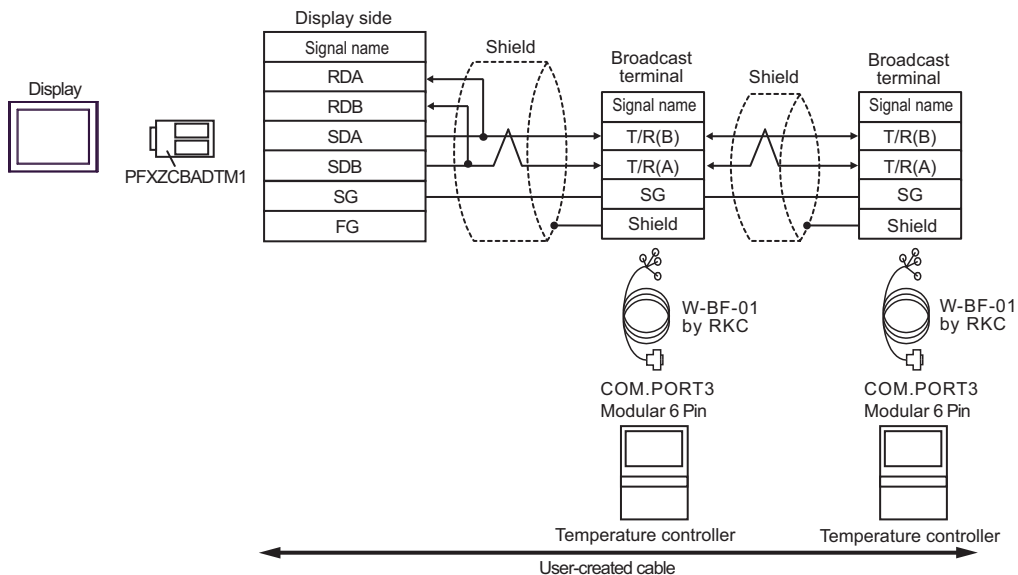 Display
PFXZCBADTM1
Display side
Signal name
RDA
RDB
SDA
SDB
SG
FG
Shield
Broadcast
terminal
Signal name
T/R(B)
T/R(A)
SG
Shield
Shield
Broadcast
terminal
Signal name
T/R(B)
T/R(A)
SG
Shield
W-BF-01
by RKC
COM.PORT3
Modular 6 Pin
Temperature controller
W-BF-01
by RKC
COM.PORT3
Modular 6 Pin
Temperature controller
User-created cable